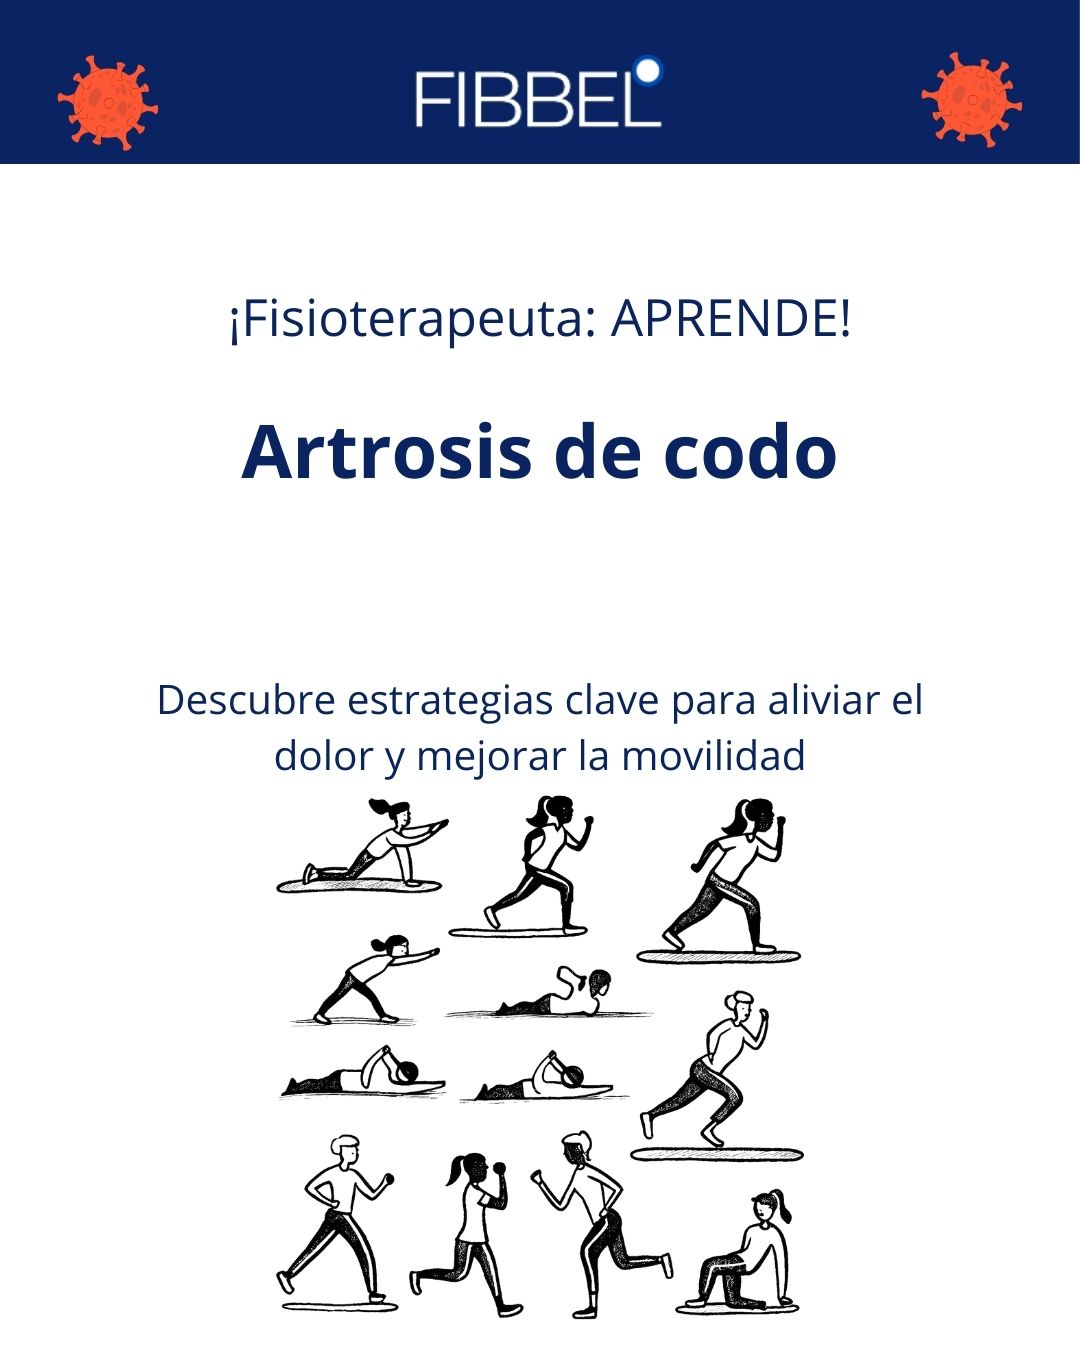 FIBBEL
¡Fisioterapeuta: APRENDE!
Artrosis de codo
Descubre estrategias clave para aliviar el
dolor y mejorar la movilidad